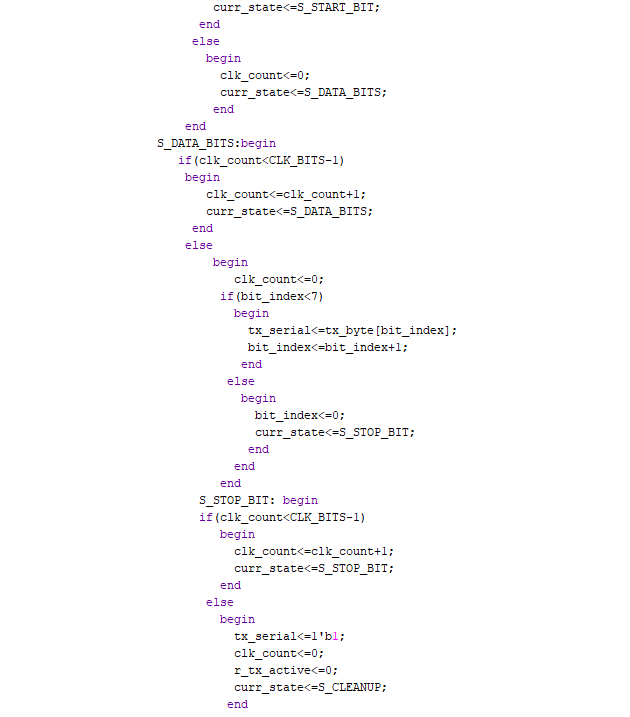 curr_state<=S_START_BIT;
end
else
begin
clk_count<=0;
curr_state<=S_DATA_BITS;
end
end
S_DATA_BITS:begin
if(clk_count<CLK_BITS-1)
begin
clk_count<=clk_count+1;
curr_state<=S_DATA_BITS;
end
else
begin
clk_count<=0;
if(bit_index<7)
begin
tx_serial<=tx_byte[bit_index];
bit_index<=bit_index+1;
end
else
begin
bit_index<=0;
curr_state<=S_STOP_BIT;
end
end
end
S_STOP_BIT: begin
if(clk_count<CLK_BITS-1)
begin
clk_count<=clk_count+1;
curr_state<=S_STOP_BIT;
end
else
begin
tx_serial<=1'b1;
clk_count<=0;
r_tx_active<=0;
curr_state<=S_CLEANUP;
end